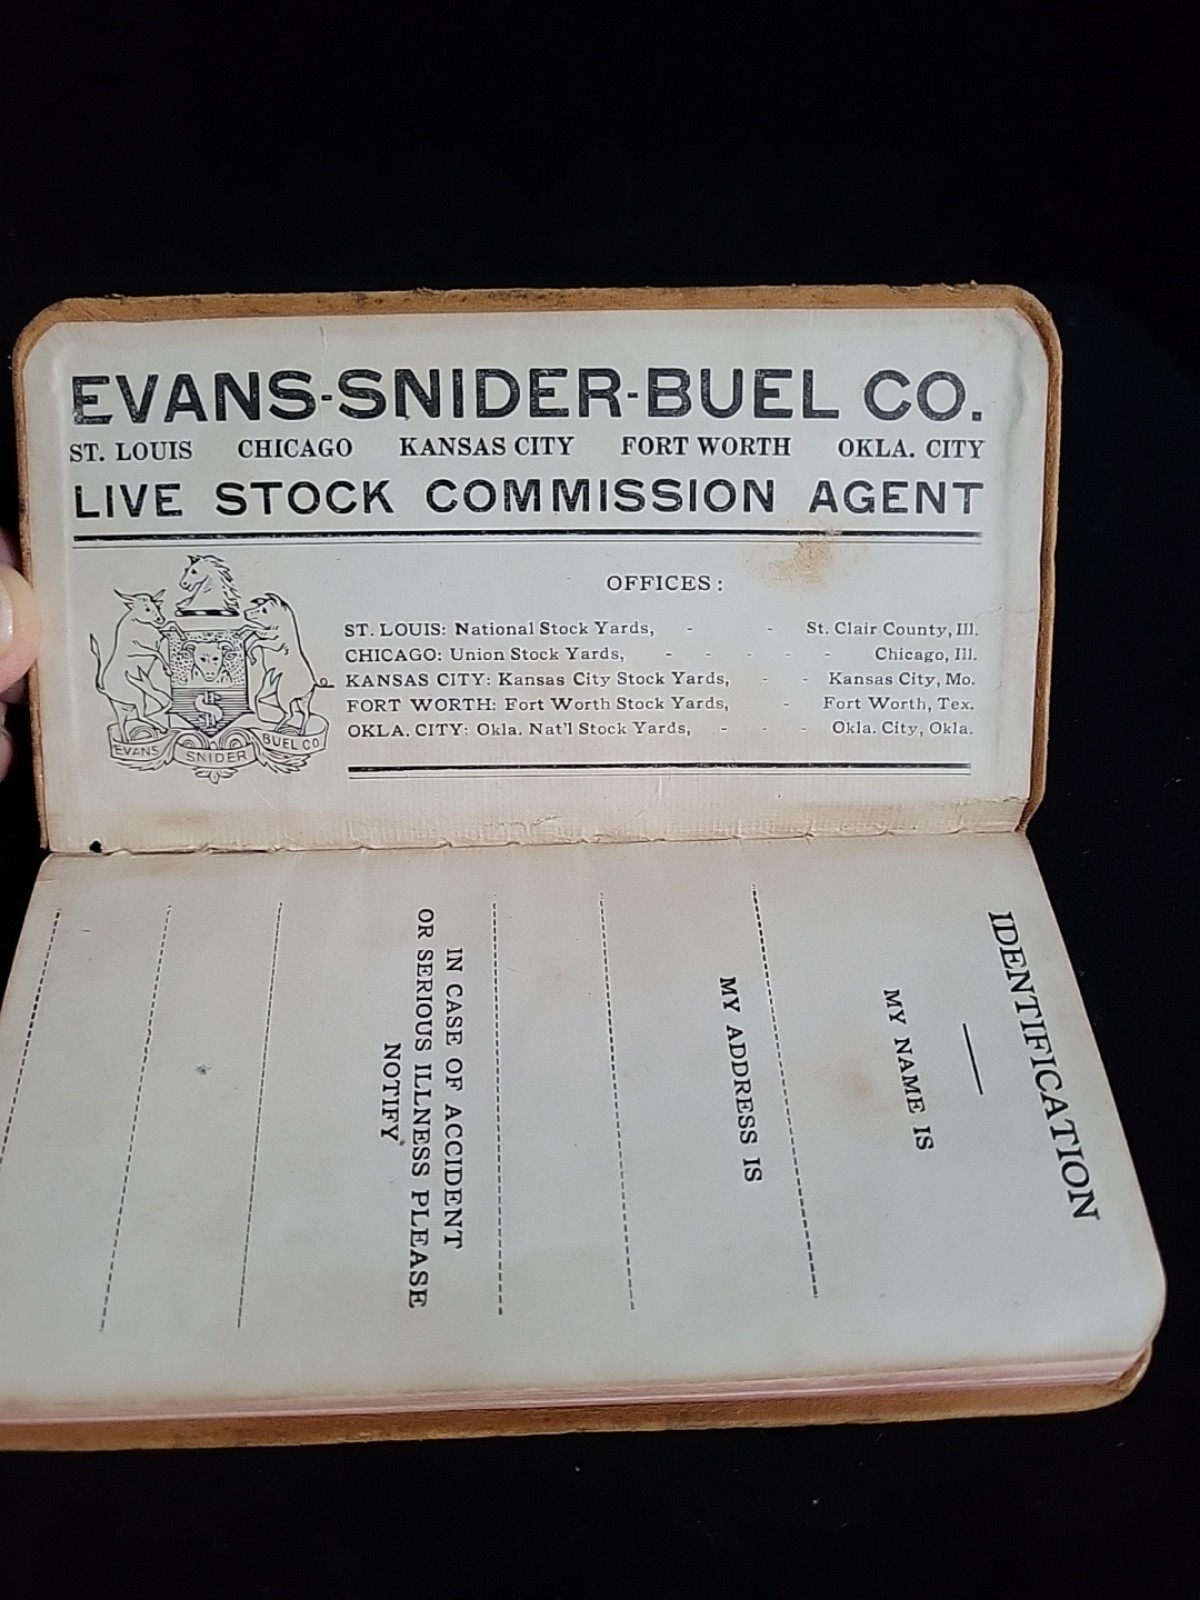 EVANS-SNIDER-BUEL CO.
ST. LOUIS CHICAGO KANSAS CITY FORT WORTH OKLA. CITY
LIVE STOCK COMMISSION AGENT
OFFICES:
ST. LOUIS: National Stock Yards, - - St. Clair County, Ill.
CHICAGO: Union Stock Yards, - - - - - Chicago, Ill.
KANSAS CITY: Kansas City Stock Yards, - - Kansas City, Mo.
FORT WORTH: Fort Worth Stock Yards, - Fort Worth, Tex.
OKLA. CITY: Okla. Nat'l Stock Yards, - - - Okla. City, Okla.
$
EVANS SNIDER BUEL CO
IDENTIFICATION
MY NAME IS
MY ADDRESS IS
IN CASE OF ACCIDENT
OR SERIOUS ILLNESS PLEASE
NOTIFY